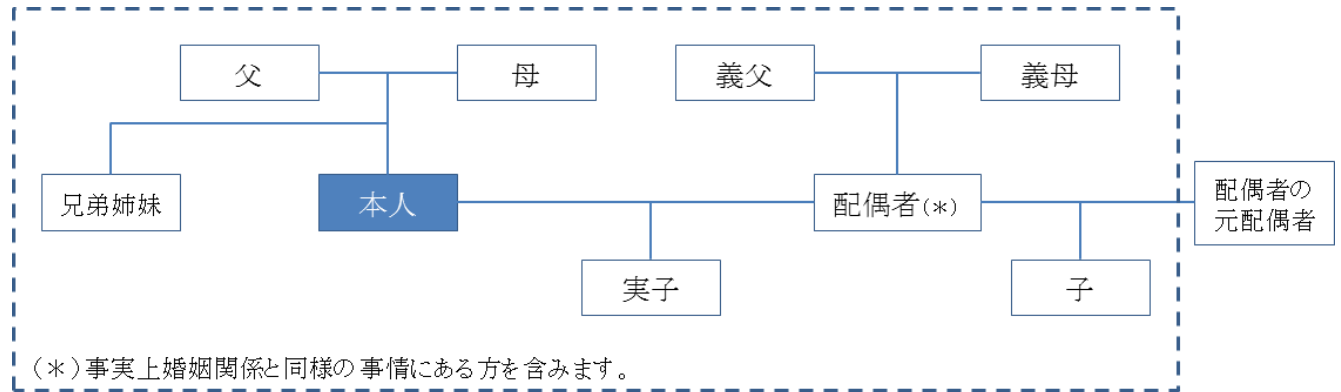 父
母
義父
義母
兄弟姉妹
本人
配偶者(＊)
配偶者の
元配偶者
実子
子
(＊)事実上婚姻関係と同様の事情にある方を含みます。